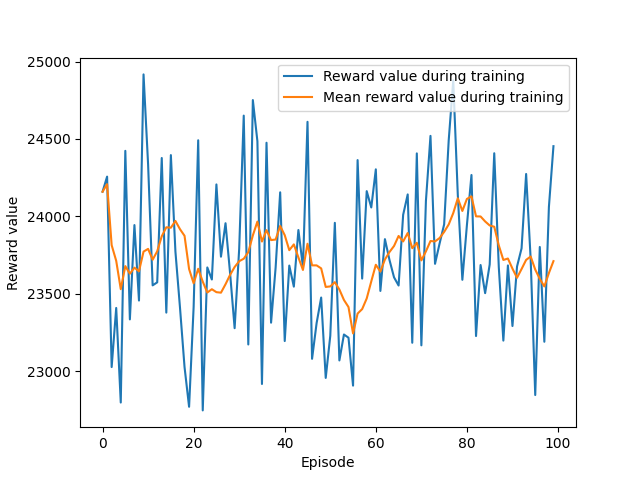 Reward value during training
Mean reward value during training
25000
24500
24000
23500
23000
Reward value
0 20 40 60 80 100
Episode